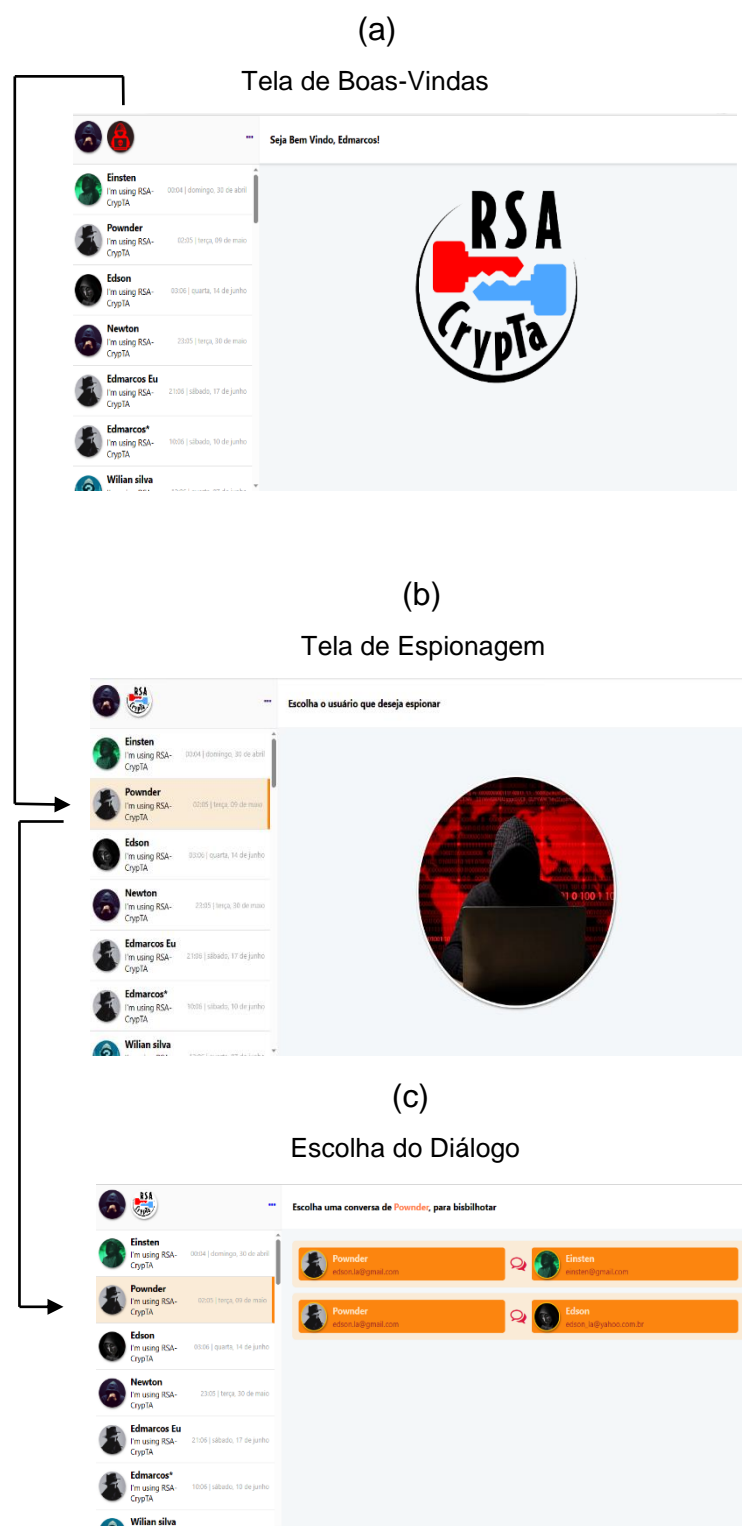 (a)
Tela de Boas-Vindas
Seja Bem Vindo, Edmarcos!
Einsten
I'm using RSA-
CrypTA
00:04 | domingo, 30 de abril
Pownder
I'm using RSA-
CrypTA
02:05 | terça, 09 de maio
Edson
I'm using RSA-
CrypTA
03:06 | quarta, 14 de junho
Newton
I'm using RSA-
CrypTA
23:05 | terça, 30 de maio
Edmarcos Eu
I'm using RSA-
CrypTA
21:06 | sábado, 17 de junho
Edmarcos*
I'm using RSA-
CrypTA
10:06 | sábado, 10 de junho
Wilian silva
RSA
CrypTa
(b)
Tela de Espionagem
RSA
Escolha o usuário que deseja espionar
Einsten
I'm using RSA-
CrypTA
00:04 | domingo, 30 de abril
Pownder
I'm using RSA-
CrypTA
02:05 | terça, 09 de maio
Edson
I'm using RSA-
CrypTA
03:06 | quarta, 14 de junho
Newton
I'm using RSA-
CrypTA
23:05 | terça, 30 de maio
Edmarcos Eu
I'm using RSA-
CrypTA
21:06 | sábado, 17 de junho
Edmarcos*
I'm using RSA-
CrypTA
10:06 | sábado, 10 de junho
Wilian silva
(c)
Escolha do Diálogo
RSA
Escolha uma conversa de Pownder, para bisbilhotar
Einsten
I'm using RSA-
CrypTA
00:04 | domingo, 30 de abril
Pownder
I'm using RSA-
CrypTA
02:05 | terça, 09 de maio
Edson
I'm using RSA-
CrypTA
03:06 | quarta, 14 de junho
Newton
I'm using RSA-
CrypTA
23:05 | terça, 30 de maio
Edmarcos Eu
I'm using RSA-
CrypTA
21:06 | sábado, 17 de junho
Edmarcos*
I'm using RSA-
CrypTA
10:06 | sábado, 10 de junho
Wilian silva
Pownder
edson.la@gmail.com
Einsten
einsten@gmail.com
Pownder
edson.la@gmail.com
Edson
edson_la@yahoo.com.br